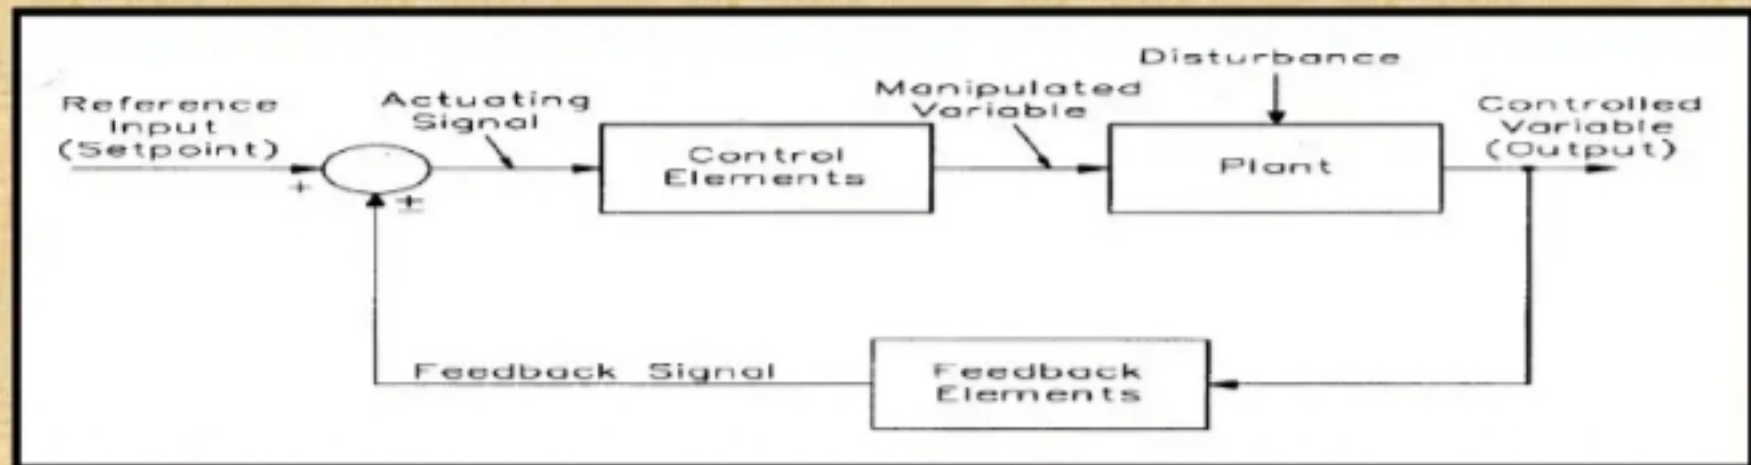 Reference
Input
(Setpoint)
+
±
Actuating
Signal
Control
Elements
Manipulated
Variable
Disturbance
Plant
Controlled
Variable
(Output)
Feedback Signal
Feedback
Elements